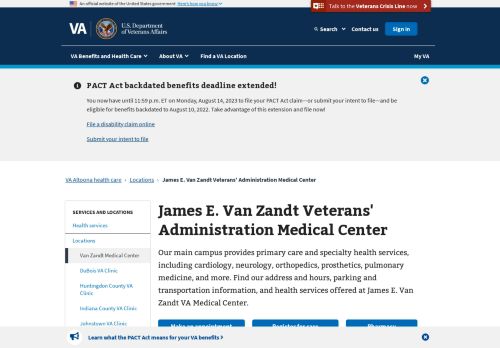 An official website of the United States government Here's how you know
Talk to the Veterans Crisis Line now
VA U.S. Department of Veterans Affairs
Search Contact us Sign in
VA Benefits and Health Care About VA Find a VA Location My VA
PACT Act backdated benefits deadline extended!
You now have until 11:59 p.m. ET on Monday, August 14, 2023 to file your PACT Act claim—or submit your intent to file—and be
eligible for benefits backdated to August 10, 2022. Take advantage of this extension and file now!
File a disability claim online
Submit your intent to file
VA Altoona health care › Locations › James E. Van Zandt Veterans' Administration Medical Center
SERVICES AND LOCATIONS
Health services
Locations
Van Zandt Medical Center
DuBois VA Clinic
Huntingdon County VA
Clinic
Indiana County VA Clinic
Johnstown VA Clinic
James E. Van Zandt Veterans'
Administration Medical Center
Our main campus provides primary care and specialty health services,
including cardiology, neurology, orthopedics, prosthetics, pulmonary
medicine, and more. Find our address and hours, parking and
transportation information, and health services offered at James E. Van
Zandt VA Medical Center.
Make an appointment Register for care Pharmacy
Learn what the PACT Act means for your VA benefits